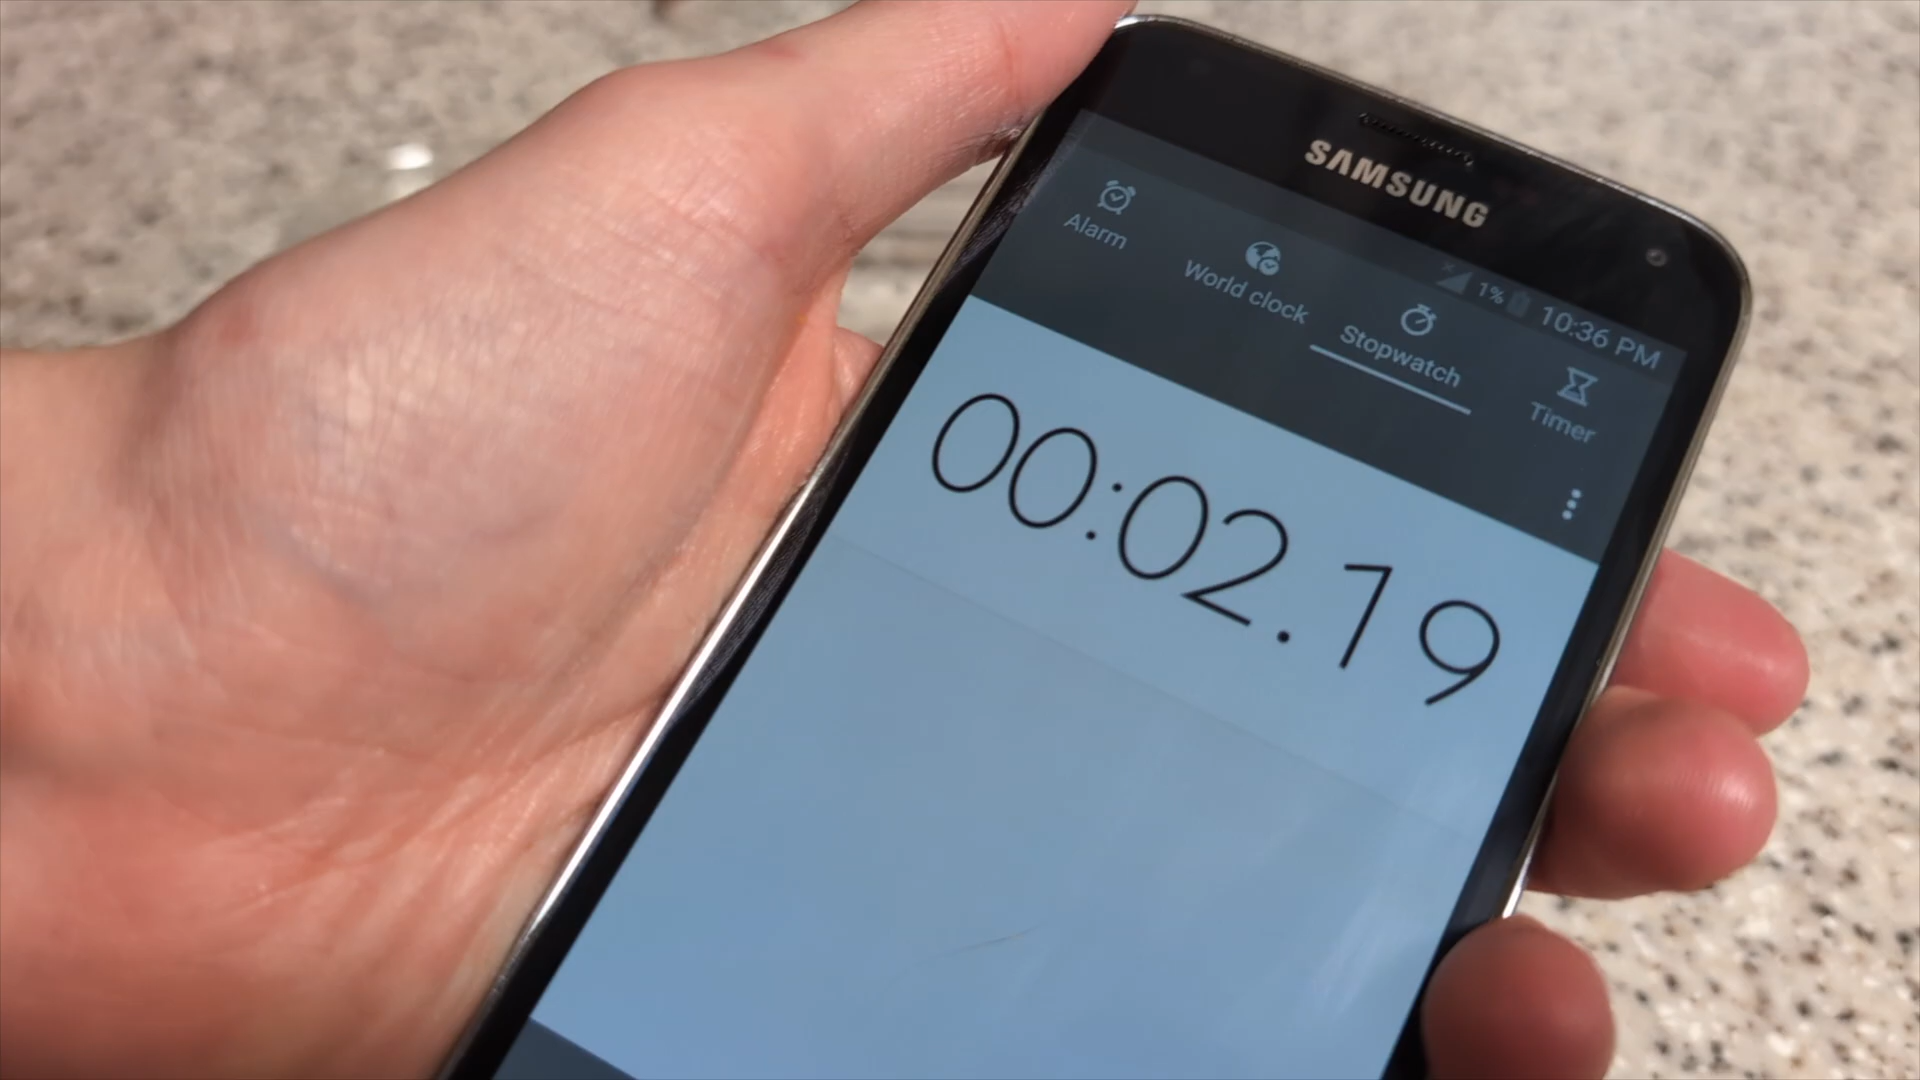 SAMSUNG
1% 10:36 PM
Alarm
World clock
Stopwatch
Timer
00:02.19